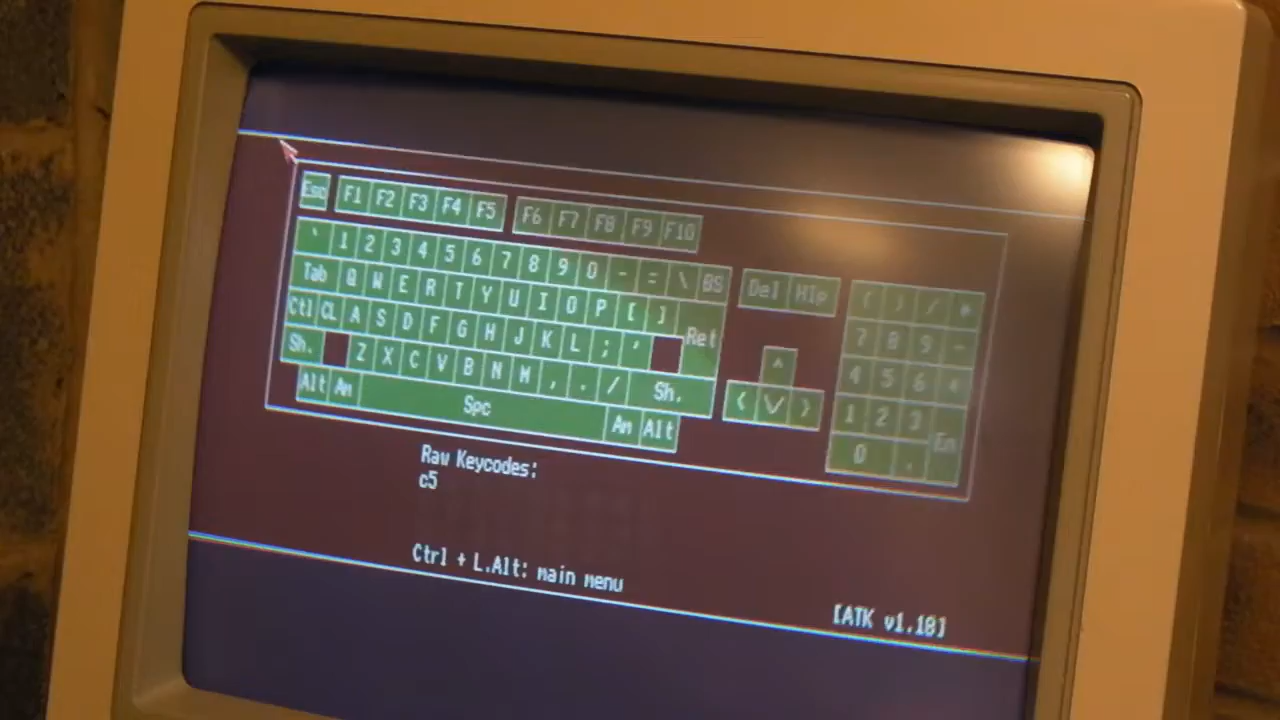 Esc F1 F2 F3 F4 F5 F6 F7 F8 F9 F10
` 1 2 3 4 5 6 7 8 9 0 - = \ BS Del Hlp ( ) / *
Tab Q W E R T Y U I O P [ ] Ret 7 8 9 -
Ctl CL A S D F G H J K L ; ' ^ 4 5 6 +
Sh. Z X C V B N M , . / Sh. < V > 1 2 3 En
Alt Am Spc Am Alt 0 .
Raw Keycodes:
c5
Ctrl + L.Alt: main menu
[ATK v1.18]